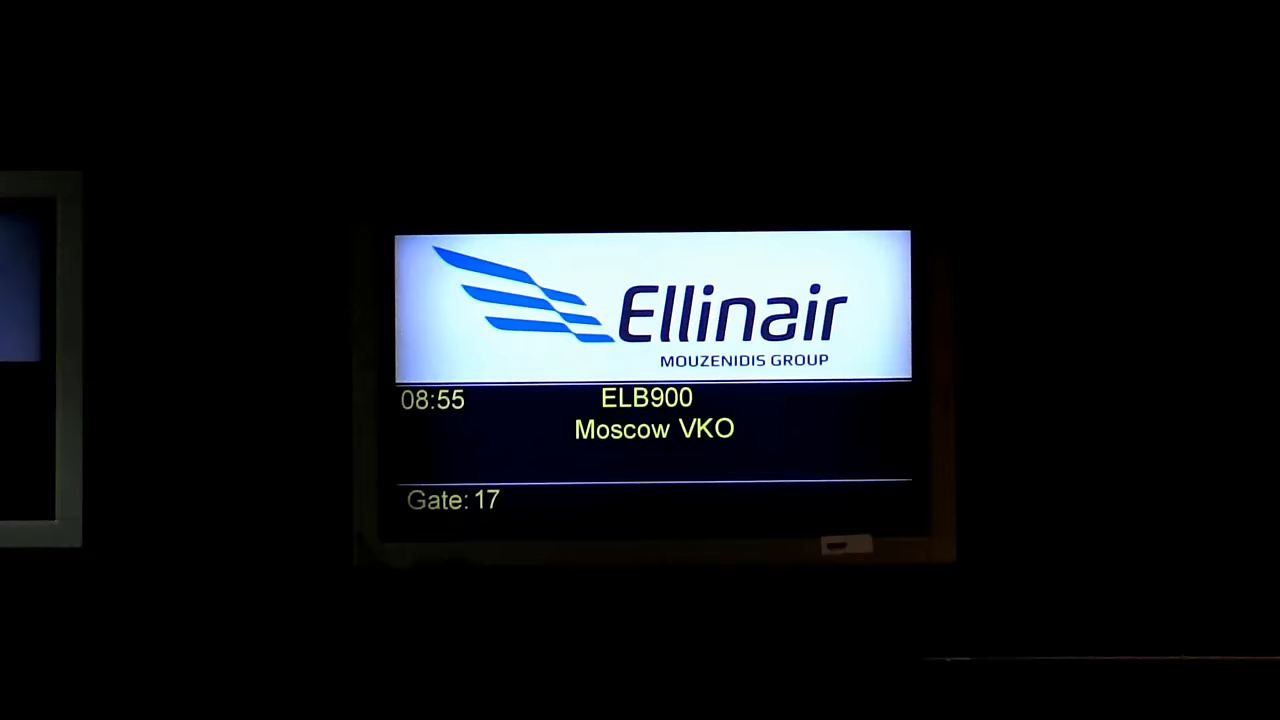 Ellinair
MOUZENIDIS GROUP
08:55 ELB900
Moscow VKO
Gate: 17